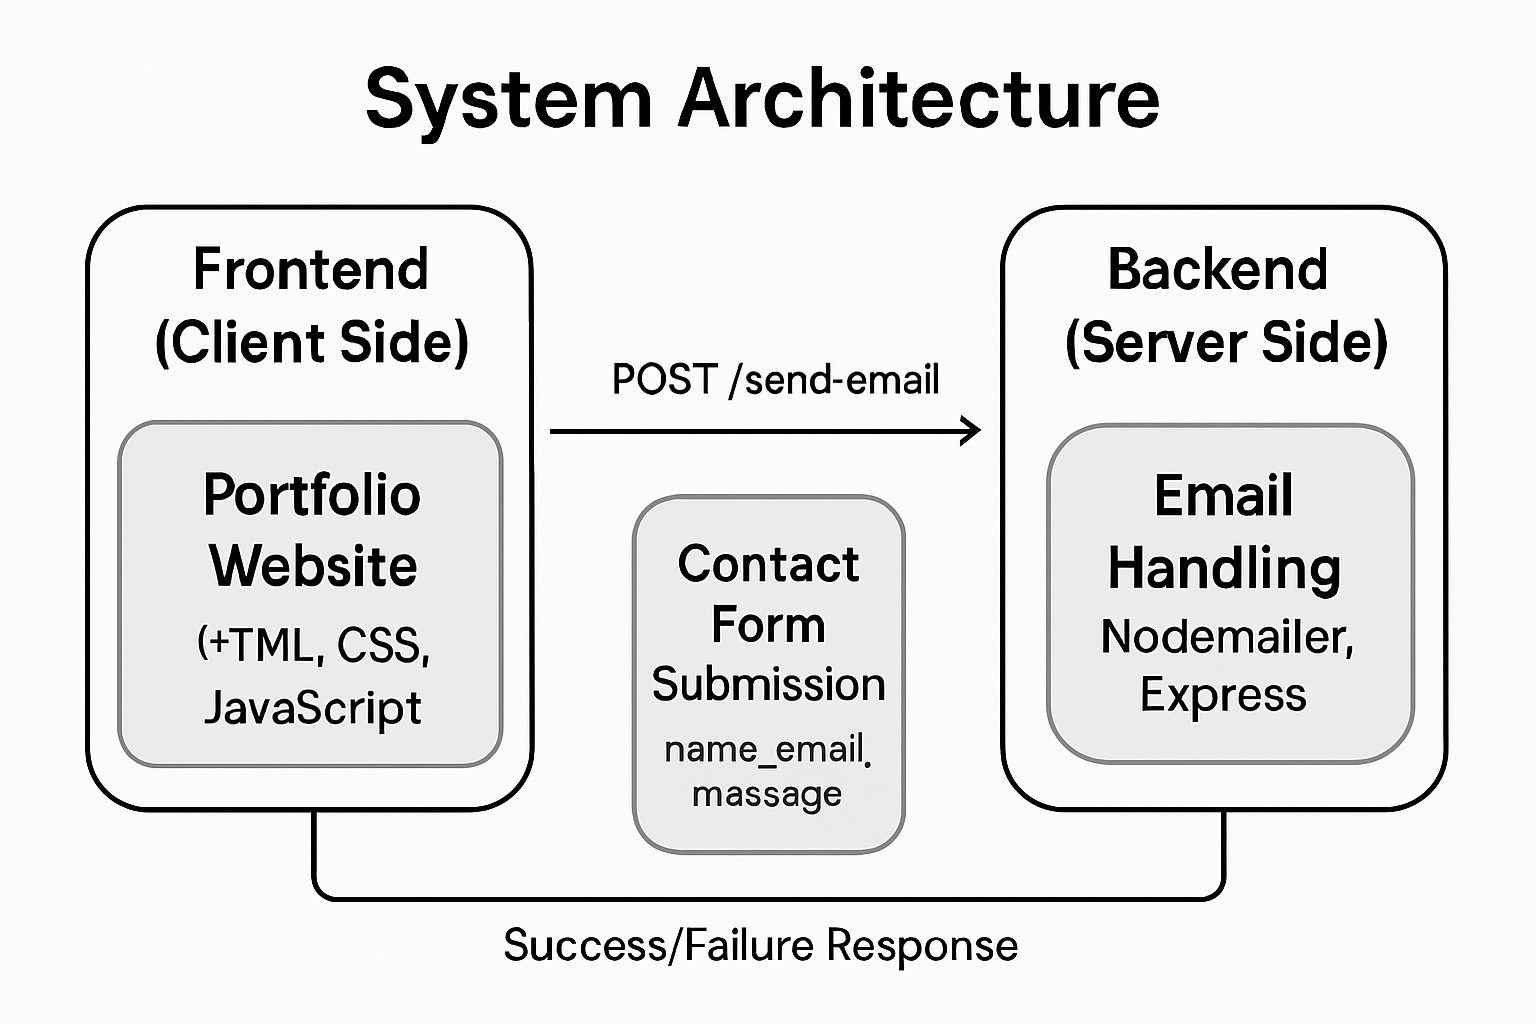 System Architecture
Frontend
(Client Side)
Portfolio
Website
(+TML, CSS,
JavaScript
POST /send-email
Contact
Form
Submission
name_email.
massage
Backend
(Server Side)
Email
Handling
Nodemailer,
Express
Success/Failure Response